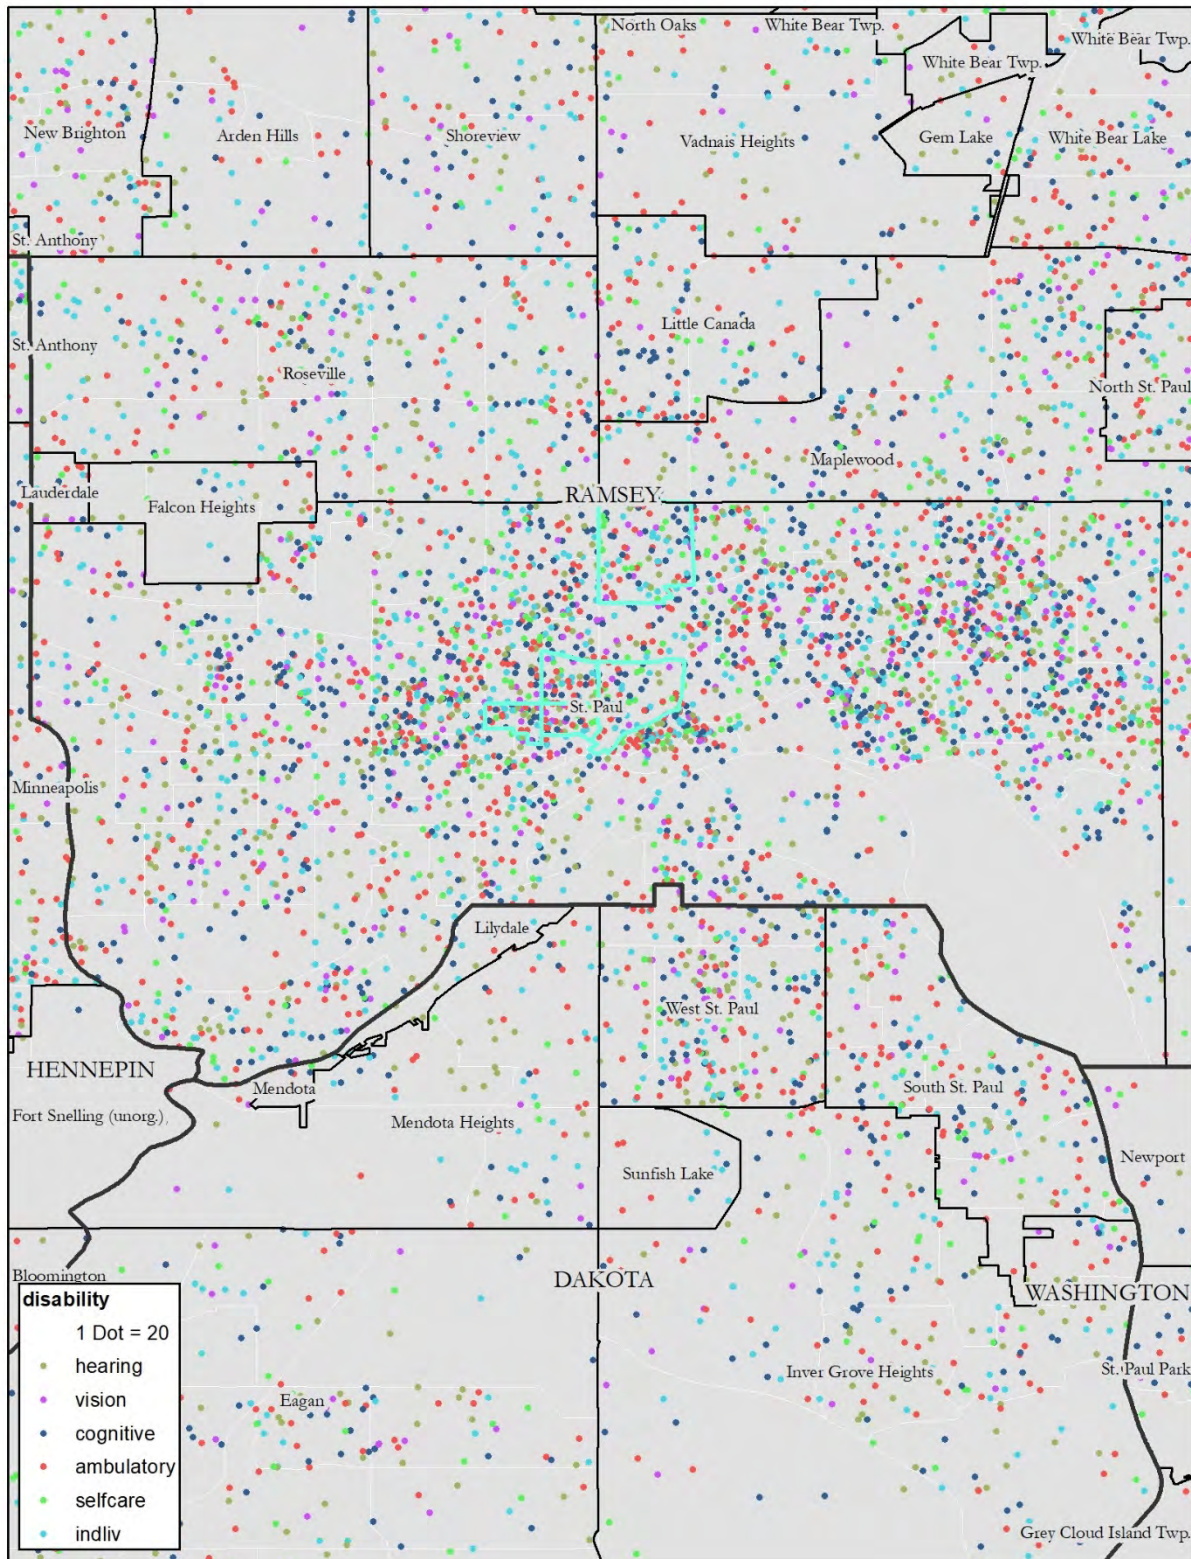 North Oaks
White Bear Twp.
White Bear Twp.
White Bear Twp.
New Brighton
Arden Hills
Shoreview
Vadnais Heights
Gem Lake
White Bear Lake
St. Anthony
St. Anthony
Little Canada
Roseville
North St. Paul
Maplewood
Lauderdale
Falcon Heights
RAMSEY
St. Paul
Minneapolis
Lilydale
West St. Paul
HENNEPIN
Mendota
South St. Paul
Fort Snelling (unorg.)
Mendota Heights
Newport
Sunfish Lake
Bloomington
DAKOTA
WASHINGTON
Inver Grove Heights
St. Paul Park
Eagan
Grey Cloud Island Twp.
disability
1 Dot = 20
hearing
vision
cognitive
ambulatory
selfcare
indliv